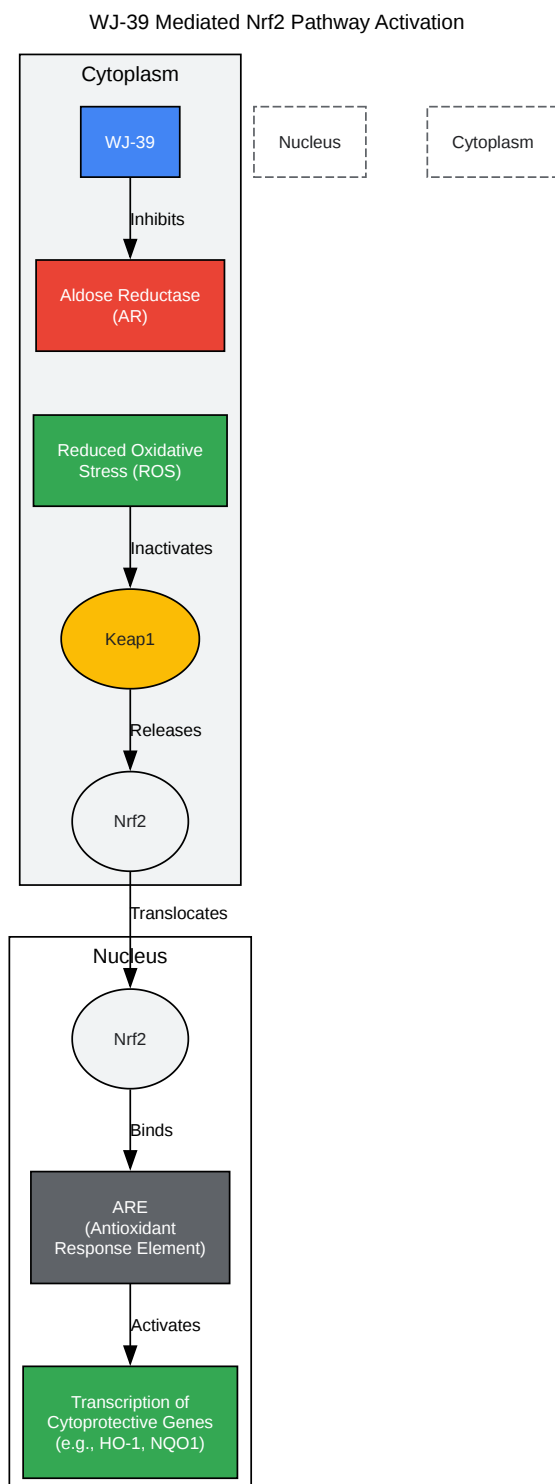 WJ-39 Mediated Nrf2 Pathway Activation
Cytoplasm
WJ-39
Nucleus
Cytoplasm
Inhibits
Aldose Reductase
(AR)
Reduced Oxidative
Stress (ROS)
Inactivates
Keap1
Releases
Nrf2
Translocates
Nucleus
Nrf2
Binds
ARE
(Antioxidant
Response Element)
Activates
Transcription of
Cytoprotective Genes
(e.g., HO-1, NQO1)